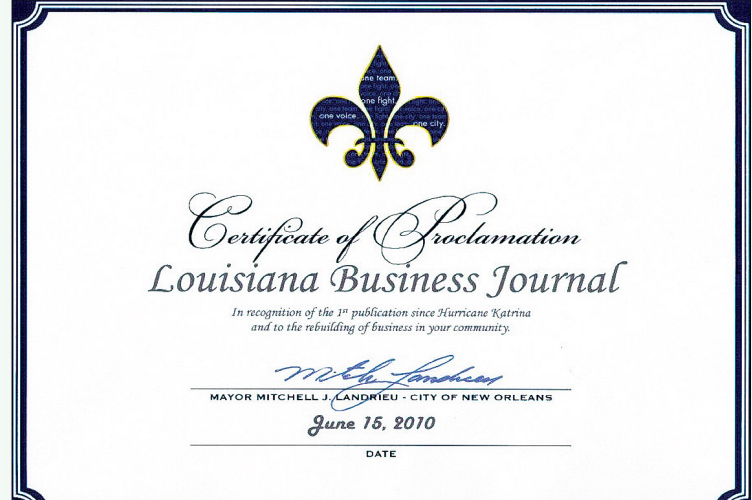 one team.
one fight.
one voice.
one city.
Certificate of Proclamation
Louisiana Business Journal
In recognition of the 1st publication since Hurricane Katrina
and to the rebuilding of business in your community.
Mitch Landrieu
MAYOR MITCHELL J. LANDRIEU - CITY OF NEW ORLEANS
June 15, 2010
DATE